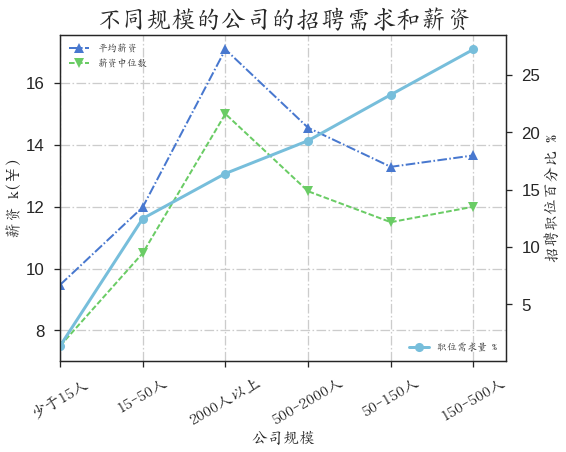 不同规模的公司的招聘需求和薪资
平均薪资
薪资中位数
16
14
12
10
8
薪资 k(¥)
25
20
15
10
5
招聘职位百分比 %
职位需求量 %
少于15人
15-50人
2000人以上
500-2000人
50-150人
150-500人
公司规模